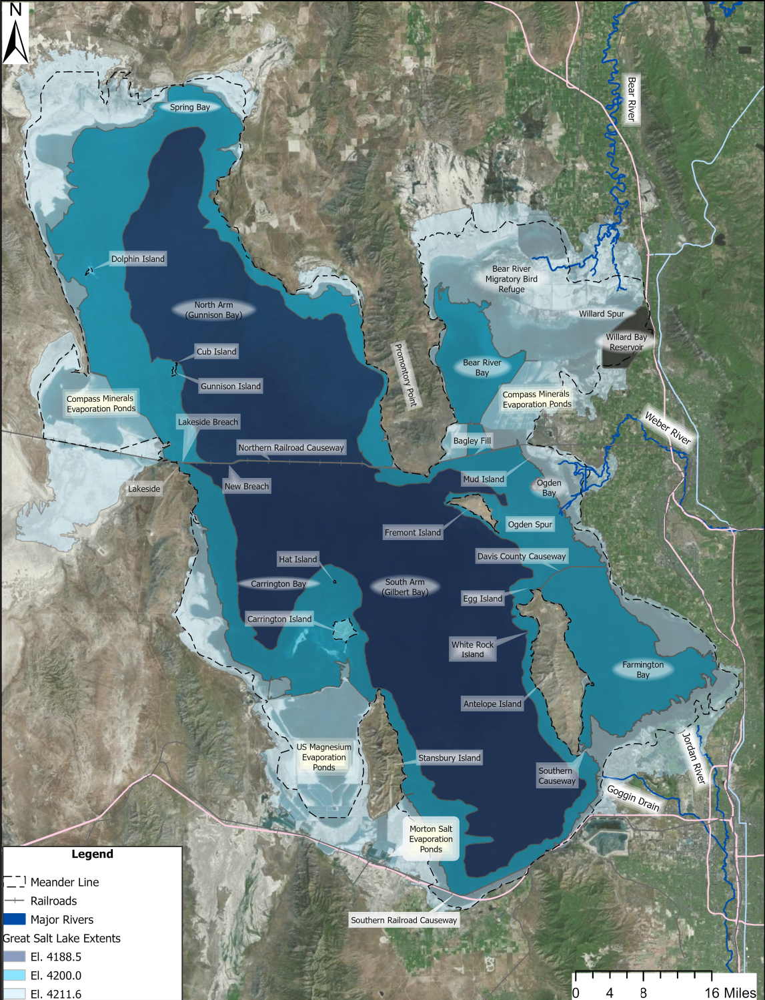 N
Bear River
Spring Bay
Dolphin Island
Bear River
Migratory Bird
Refuge
North Arm
(Gunnison Bay)
Willard Spur
Willard Bay
Reservoir
Cub Island
Promontory Point
Bear River
Bay
Gunnison Island
Compass Minerals
Evaporation Ponds
Compass Minerals
Evaporation Ponds
Lakeside Breach
Weber River
Northern Railroad Causeway
Bagley Fill
Lakeside
New Breach
Mud Island
Ogden
Bay
Fremont Island
Ogden Spur
Hat Island
Davis County Causeway
Carrington Bay
South Arm
(Gilbert Bay)
Egg Island
Carrington Island
White Rock
Island
Farmington
Bay
Antelope Island
US Magnesium
Evaporation
Ponds
Stansbury Island
Jordan River
Southern
Causeway
Goggin Drain
Morton Salt
Evaporation
Ponds
Southern Railroad Causeway
Legend
Meander Line
Railroads
Major Rivers
Great Salt Lake Extents
El. 4188.5
El. 4200.0
El. 4211.6
0 4 8 16 Miles